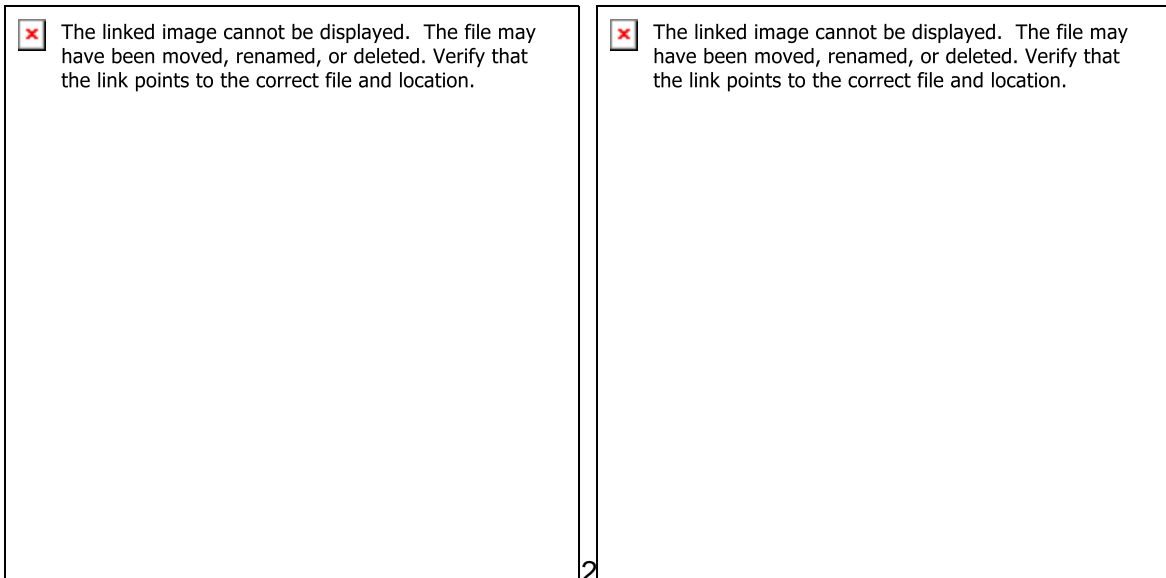 The linked image cannot be displayed.  The file may
have been moved, renamed, or deleted. Verify that
the link points to the correct file and location.
The linked image cannot be displayed.  The file may
have been moved, renamed, or deleted. Verify that
the link points to the correct file and location.
2